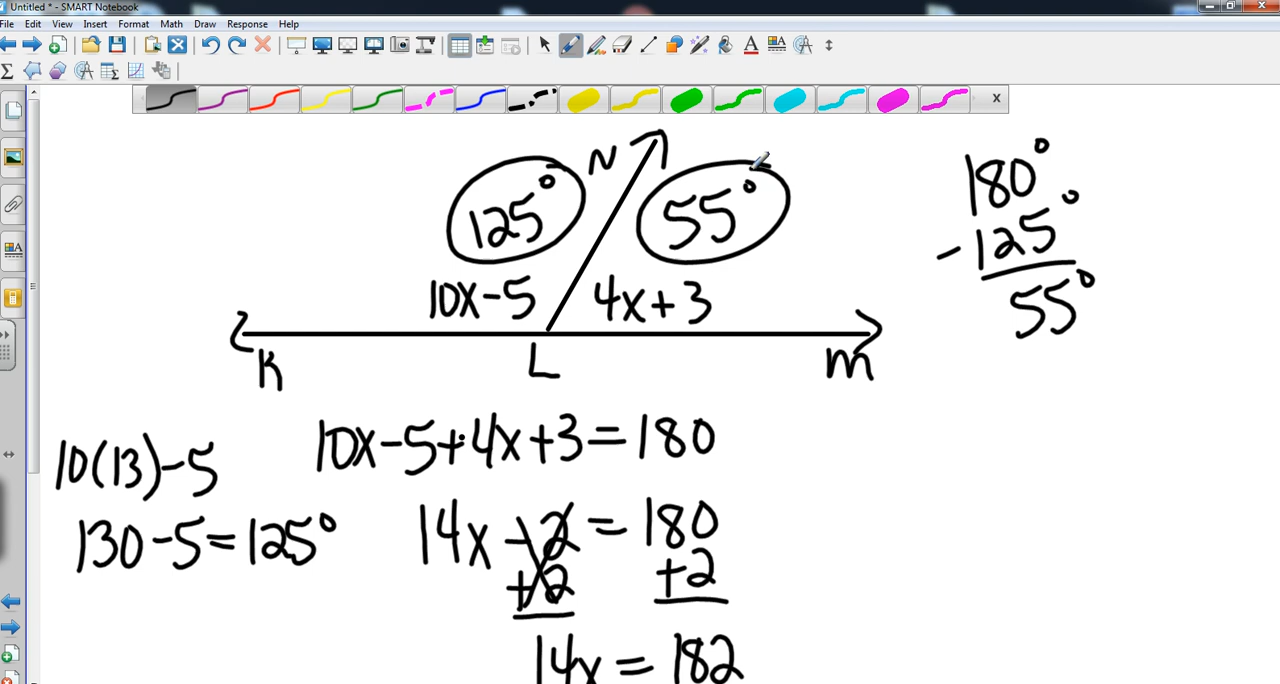 Untitled * - SMART Notebook
File Edit View Insert Format Math Draw Response Help
125° N 55°
10x-5 4x+3
K L M
180°
-125°
55°
10x-5+4x+3=180
14x-2=180
+2 +2
14x=182
10(13)-5
130-5=125°